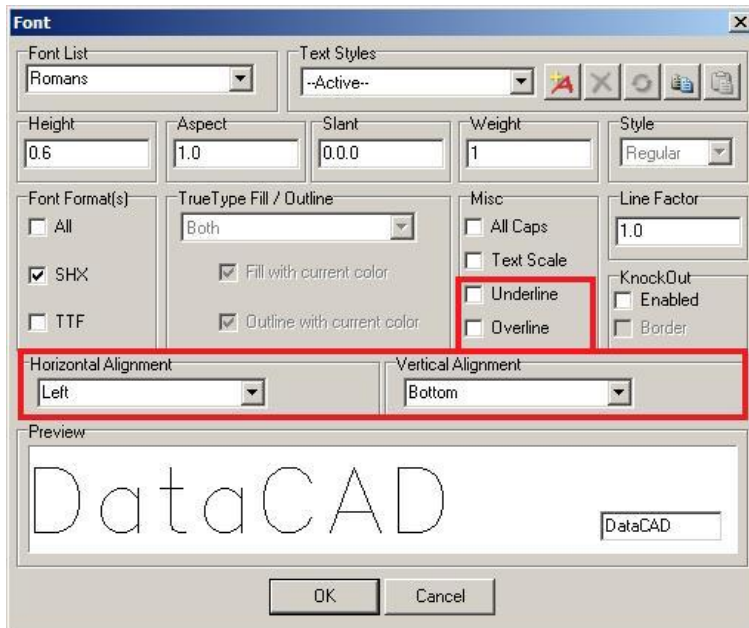 Font
Font List Text Styles
Romans --Active--
Height Aspect Slant Weight Style
0.6 1.0 0.0.0 1 Regular
Font Format(s) TrueType Fill / Outline Misc Line Factor
All Both All Caps 1.0
SHX Fill with current color Text Scale KnockOut
Underline Enabled
TTF Outline with current color Overline Border
Horizontal Alignment Vertical Alignment
Left Bottom
Preview
DataCAD DataCAD
OK Cancel